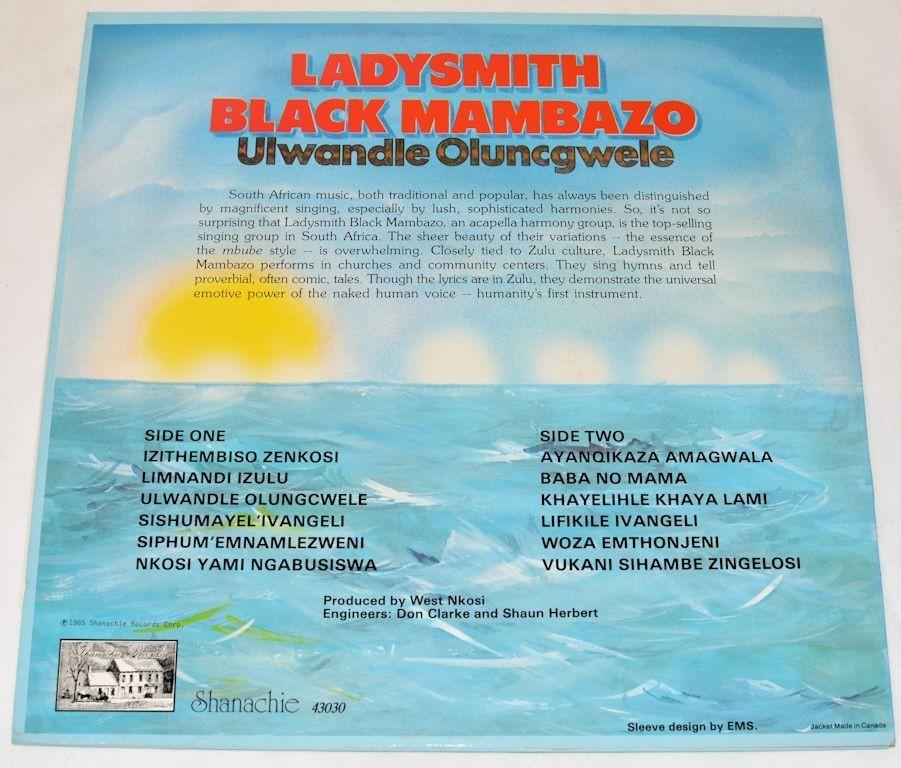 LADYSMITH
BLACK MAMBAZO
Ulwandle Oluncgwele
South African music, both traditional and popular, has always been distinguished
by magnificent singing, especially by lush, sophisticated harmonies. So, it's not so
surprising that Ladysmith Black Mambazo, an acapella harmony group, is the top-selling
singing group in South Africa. The sheer beauty of their variations -- the essence of
the mbube style -- is overwhelming. Closely tied to Zulu culture, Ladysmith Black
Mambazo performs in churches and community centers. They sing hymns and tell
proverbial, often comic, tales. Though the lyrics are in Zulu, they demonstrate the universal
emotive power of the naked human voice -- humanity's first instrument.
SIDE ONE
IZITHEMBISO ZENKOSI
LIMNANDI IZULU
ULWANDLE OLUNGCWELE
SISHUMAYEL'IVANGELI
SIPHUM'EMNAMLEZWENI
NKOSI YAMI NGABUSISWA
SIDE TWO
AYANQIKAZA AMAGWALA
BABA NO MAMA
KHAYELIHLE KHAYA LAMI
LIFIKILE IVANGELI
WOZA EMTHONJENI
VUKANI SIHAMBE ZINGELOSI
Produced by West Nkosi
Engineers: Don Clarke and Shaun Herbert
℗1985 Shanachie Records Corp.
Shanachie Records
Shanachie 43030
Sleeve design by EMS.
Jacket Made in Canada